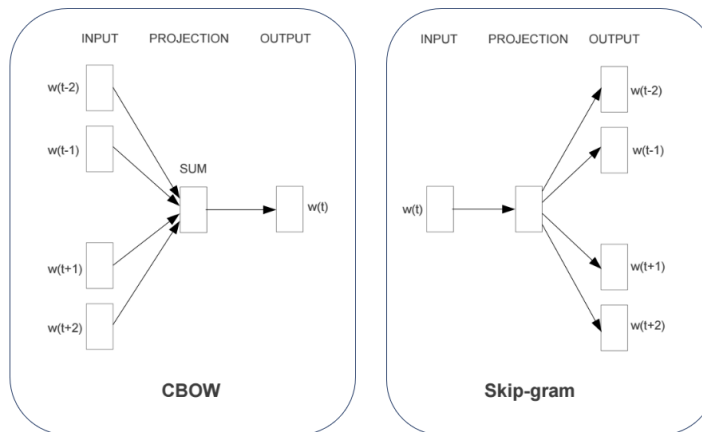 INPUT PROJECTION OUTPUT
w(t-2)
w(t-1)
SUM
w(t)
w(t+1)
w(t+2)
CBOW
INPUT PROJECTION OUTPUT
w(t-2)
w(t-1)
w(t)
w(t+1)
w(t+2)
Skip-gram